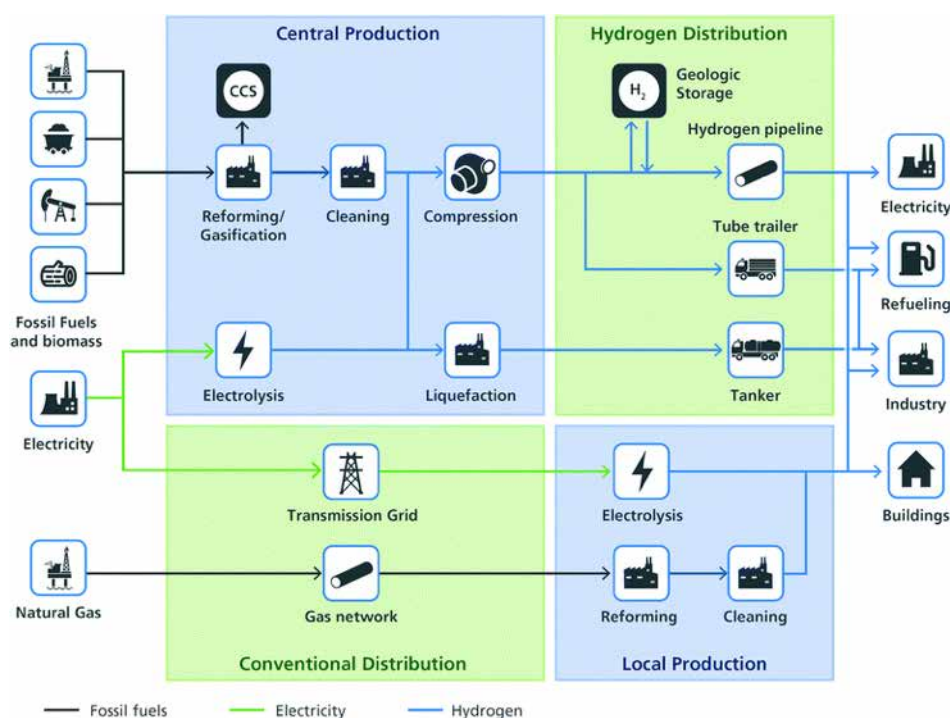 Central Production
Hydrogen Distribution
CCS
H2
Geologic
Storage
Hydrogen pipeline
Reforming/
Gasification
Cleaning
Compression
Electricity
Tube trailer
Fossil Fuels
and biomass
Refueling
Electrolysis
Liquefaction
Tanker
Industry
Electricity
Transmission Grid
Electrolysis
Buildings
Natural Gas
Gas network
Reforming
Cleaning
Conventional Distribution
Local Production
Fossil fuels
Electricity
Hydrogen